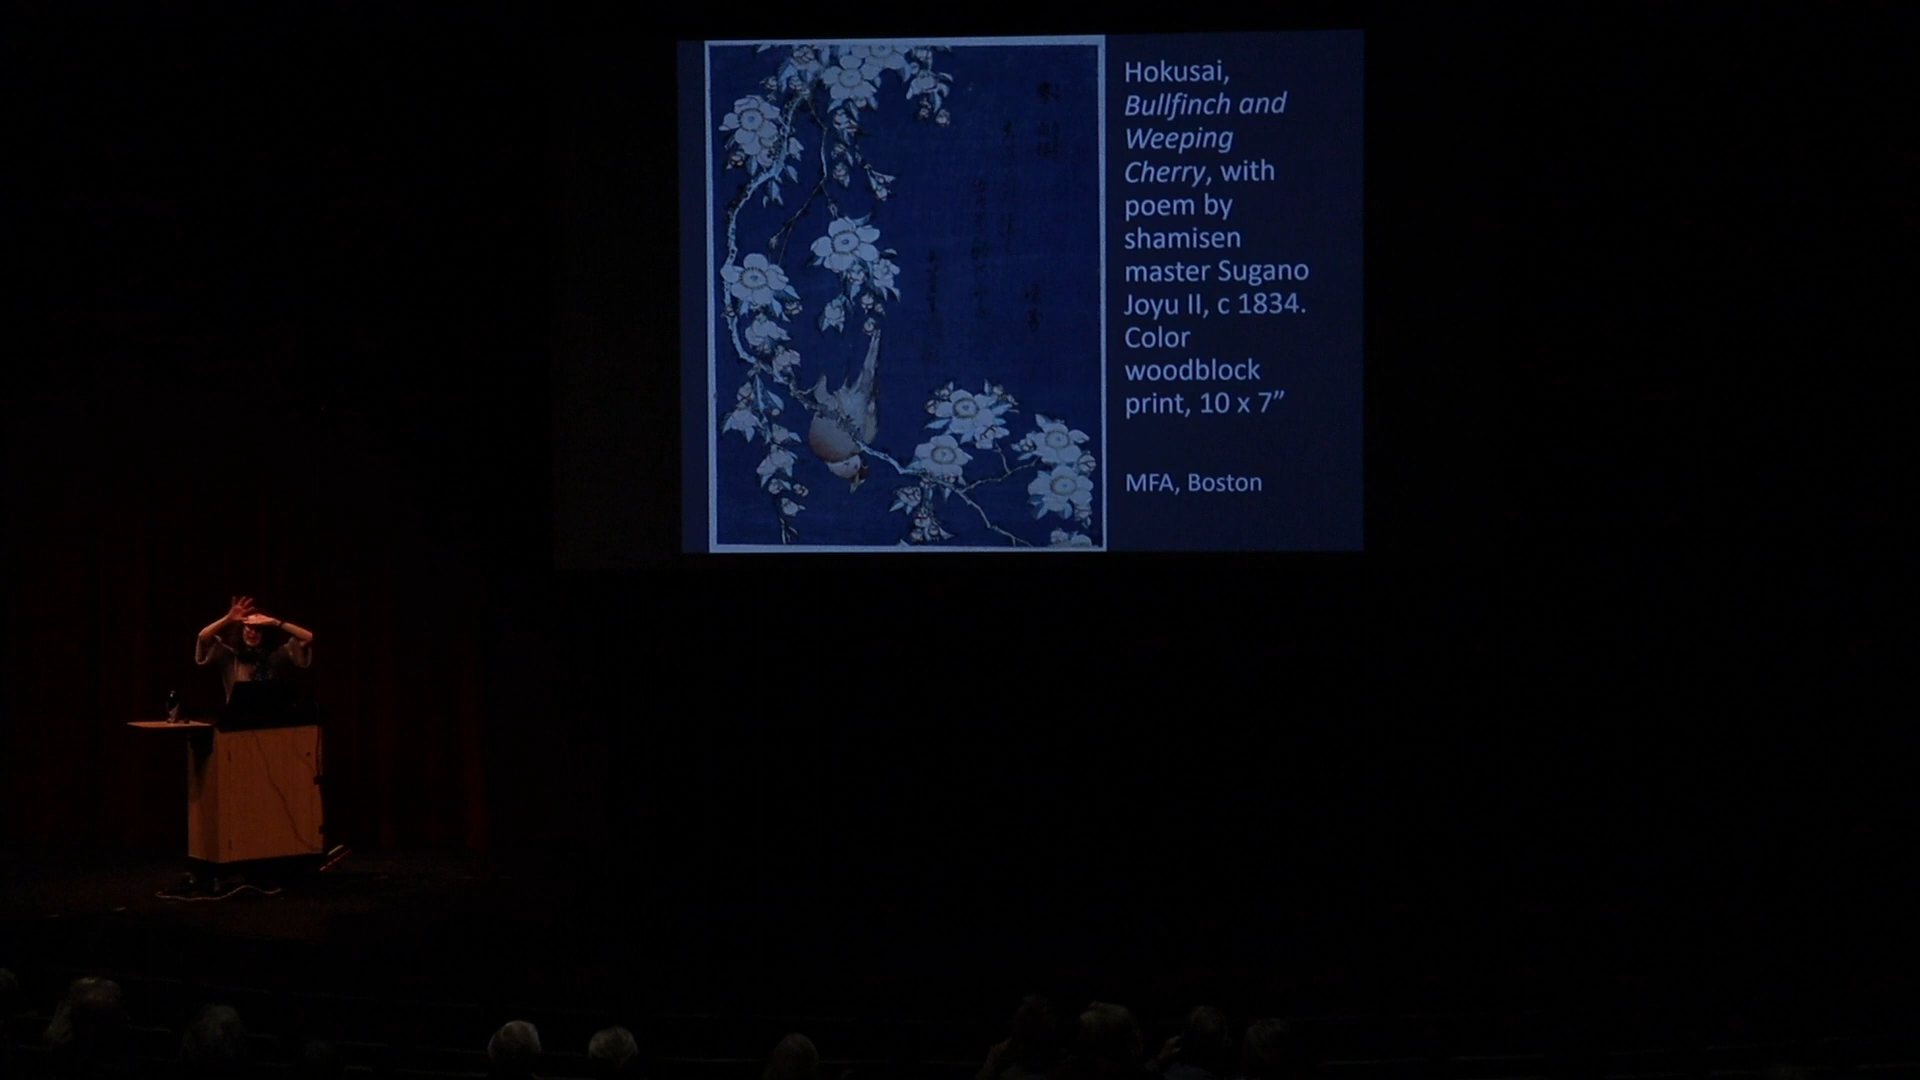 Hokusai,
Bullfinch and
Weeping
Cherry, with
poem by
shamisen
master Sugano
Joyu II, c 1834.
Color
woodblock
print, 10 x 7”
MFA, Boston